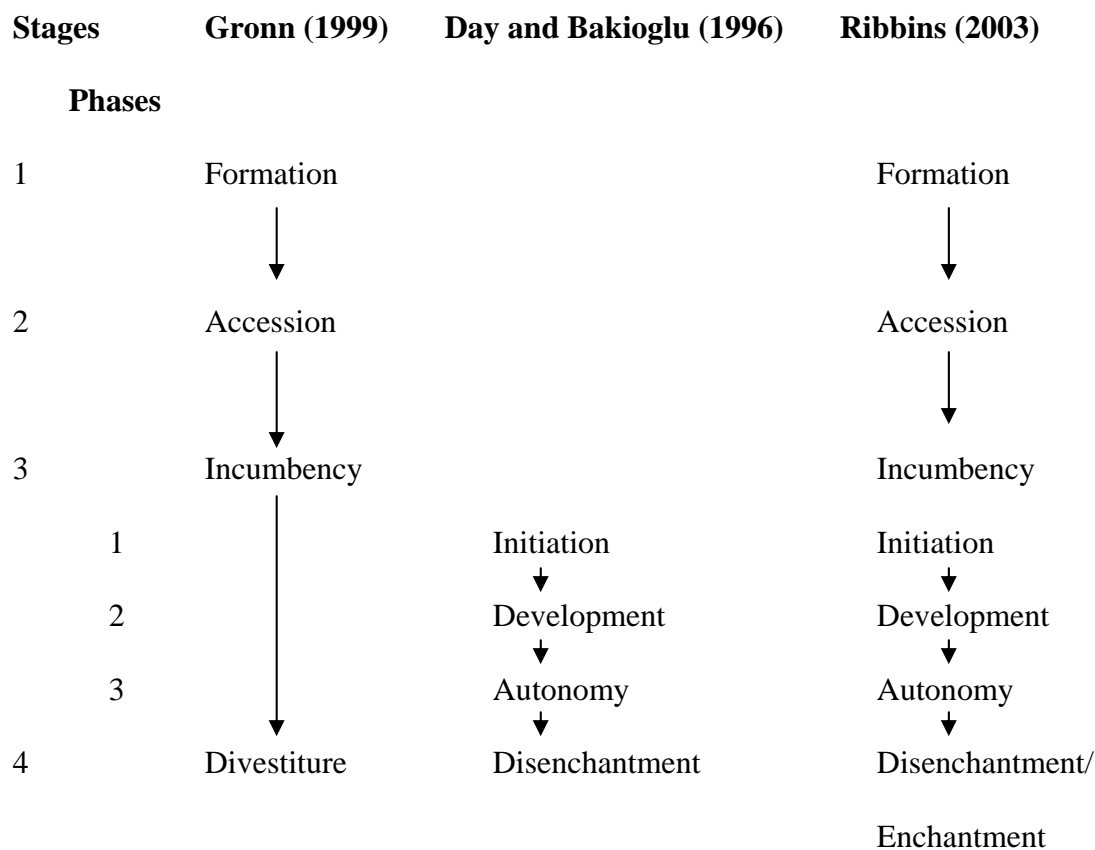 Stages Gronn (1999) Day and Bakioglu (1996) Ribbins (2003)
Phases
1 Formation Formation
2 Accession Accession
3 Incumbency Incumbency
1 Initiation Initiation
2 Development Development
3 Autonomy Autonomy
4 Divestiture Disenchantment Disenchantment/
Enchantment